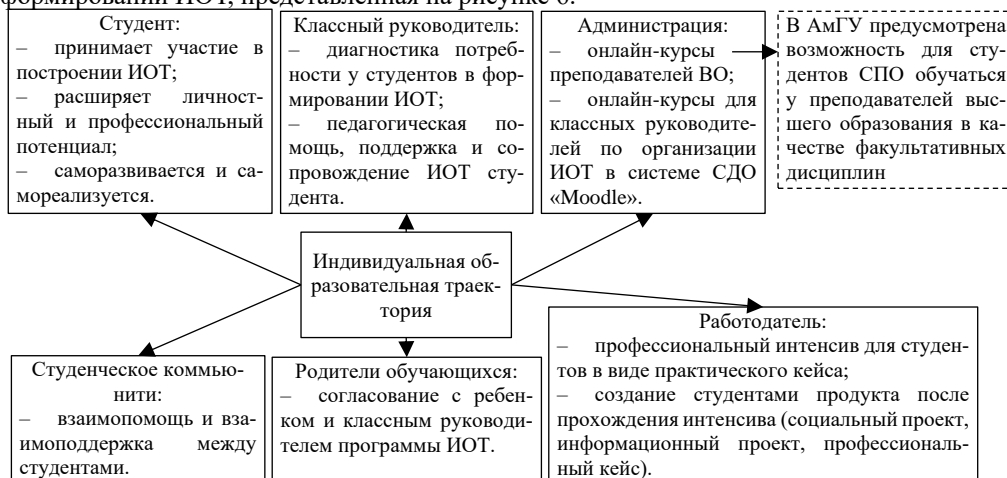 формировании ИОТ, представленная на рисунке 6.
Студент:
– принимает участие в
построении ИОТ;
– расширяет личност-
ный и профессиональный
потенциал;
– саморазвивается и са-
мореализуется.
Классный руководитель:
– диагностика потреб-
ности у студентов в фор-
мировании ИОТ;
– педагогическая по-
мощь, поддержка и со-
провождение ИОТ сту-
дента.
Администрация:
– онлайн-курсы
преподавателей ВО;
– онлайн-курсы для
классных руководите-
лей по организации
ИОТ в системе СДО
«Moodle».
В АмГУ предусмотрена
возможность для сту-
дентов СПО обучаться
у преподавателей выс-
шего образования в ка-
честве факультативных
дисциплин
Индивидуальная об-
разовательная траек-
тория
Студенческое коммью-
нити:
– взаимопомощь и вза-
имоподдержка между
студентами.
Родители обучающихся:
– согласование с ребен-
ком и классным руководи-
телем программы ИОТ.
Работодатель:
– профессиональный интенсив для студен-
тов в виде практического кейса;
– создание студентами продукта после
прохождения интенсива (социальный проект,
информационный проект, профессиональ-
ный кейс).